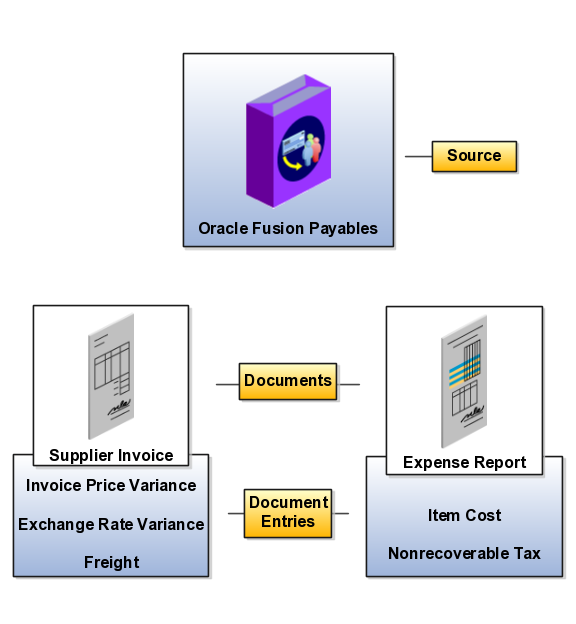 Source
Oracle Fusion Payables
Documents
Supplier Invoice
Expense Report
Invoice Price Variance
Exchange Rate Variance
Freight
Document
Entries
Item Cost
Nonrecoverable Tax